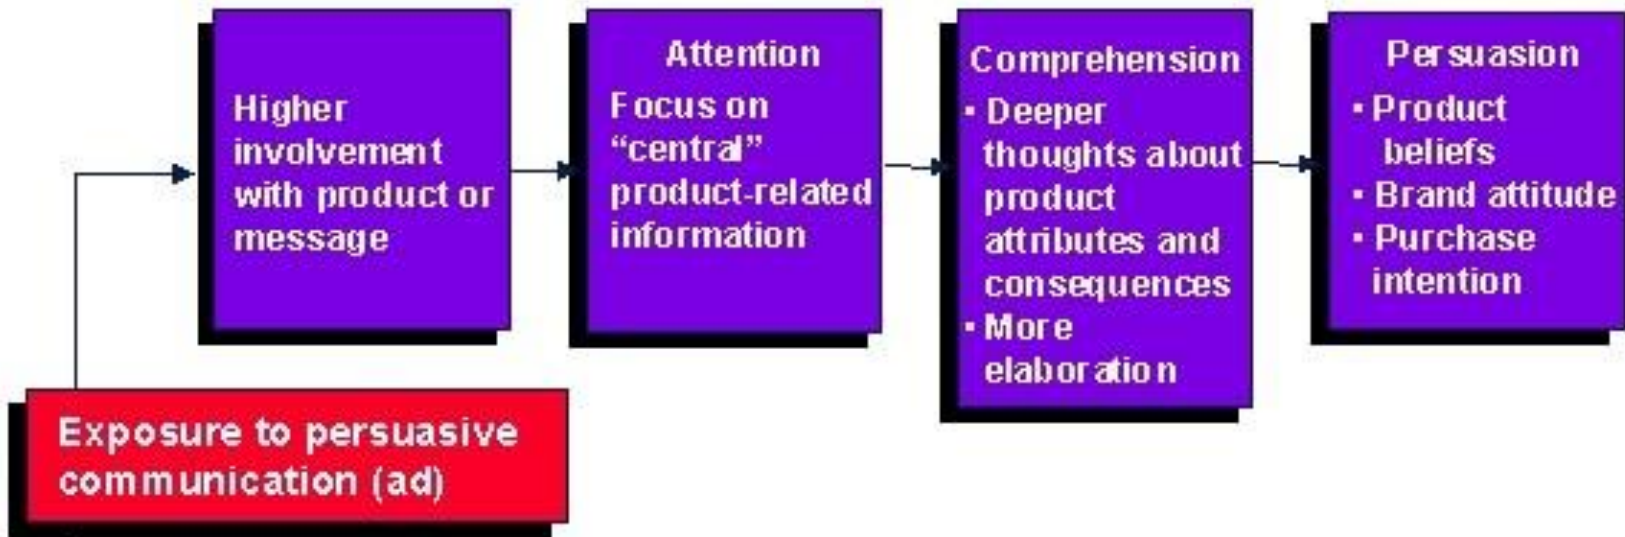 Higher
involvement
with product or
message
Attention
Focus on
“central”
product-related
information
Comprehension
▪ Deeper
thoughts about
product
attributes and
consequences
▪ More
elaboration
Persuasion
▪ Product
beliefs
▪ Brand attitude
▪ Purchase
intention
Exposure to persuasive
communication (ad)